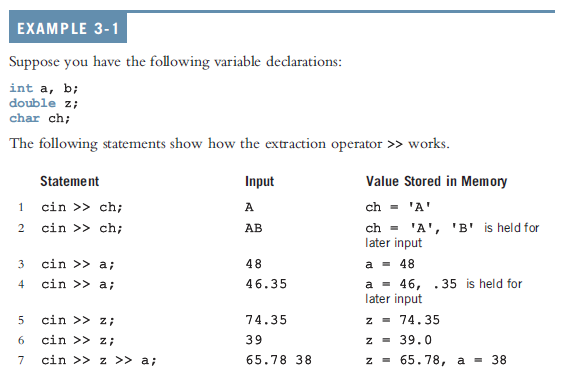 EXAMPLE 3-1
Suppose you have the following variable declarations:
int a, b;
double z;
char ch;
The following statements show how the extraction operator >> works.
Statement Input Value Stored in Memory
1 cin >> ch; A ch = 'A'
2 cin >> ch; AB ch = 'A', 'B' is held for
later input
3 cin >> a; 48 a = 48
4 cin >> a; 46.35 a = 46, .35 is held for
later input
5 cin >> z; 74.35 z = 74.35
6 cin >> z; 39 z = 39.0
7 cin >> z >> a; 65.78 38 z = 65.78, a = 38